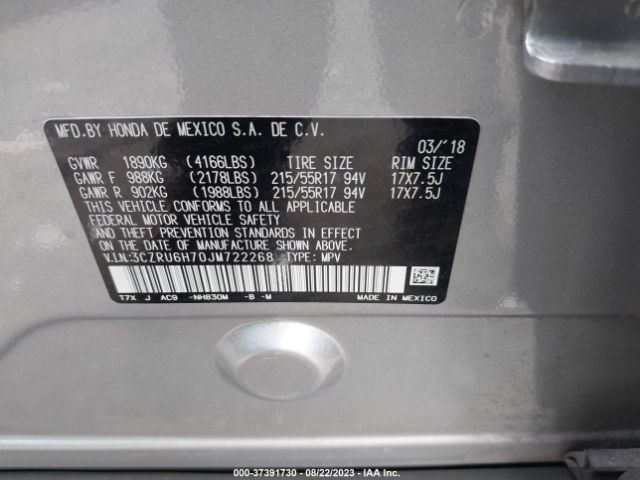 MFD.BY HONDA DE MEXICO S.A. DE C.V.
03/'18
GVWR 1890KG (4166LBS) TIRE SIZE RIM SIZE
GAWR F 988KG (2178LBS) 215/55R17 94V 17X7.5J
GAWR R 902KG (1988LBS) 215/55R17 94V 17X7.5J
THIS VEHICLE CONFORMS TO ALL APPLICABLE
FEDERAL MOTOR VEHICLE SAFETY
AND THEFT PREVENTION STANDARDS IN EFFECT
ON THE DATE OF MANUFACTURE SHOWN ABOVE.
V.I.N:3CZRU6H70JM722268 TYPE: MPV
T7X J AC9 -NH830M -B -M MADE IN MEXICO
000-37391730 - 08/22/2023 - IAA Inc.